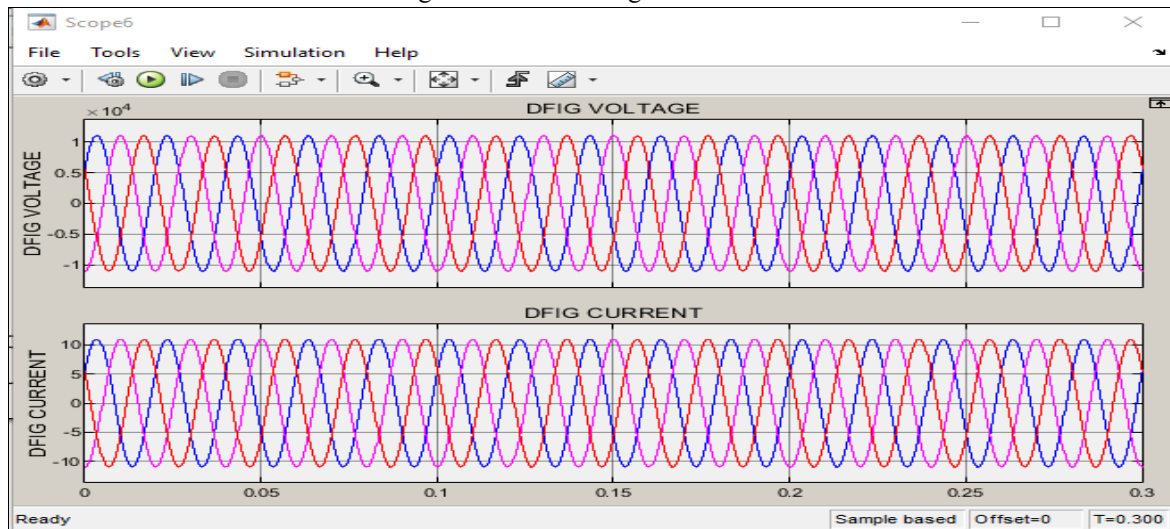 Scope6
File Tools View Simulation Help
×10⁴
DFIG VOLTAGE
DFIG VOLTAGE
1
0.5
0
-0.5
-1
DFIG CURRENT
DFIG CURRENT
10
5
0
-5
-10
0 0.05 0.1 0.15 0.2 0.25 0.3
Ready Sample based Offset=0 T=0.300